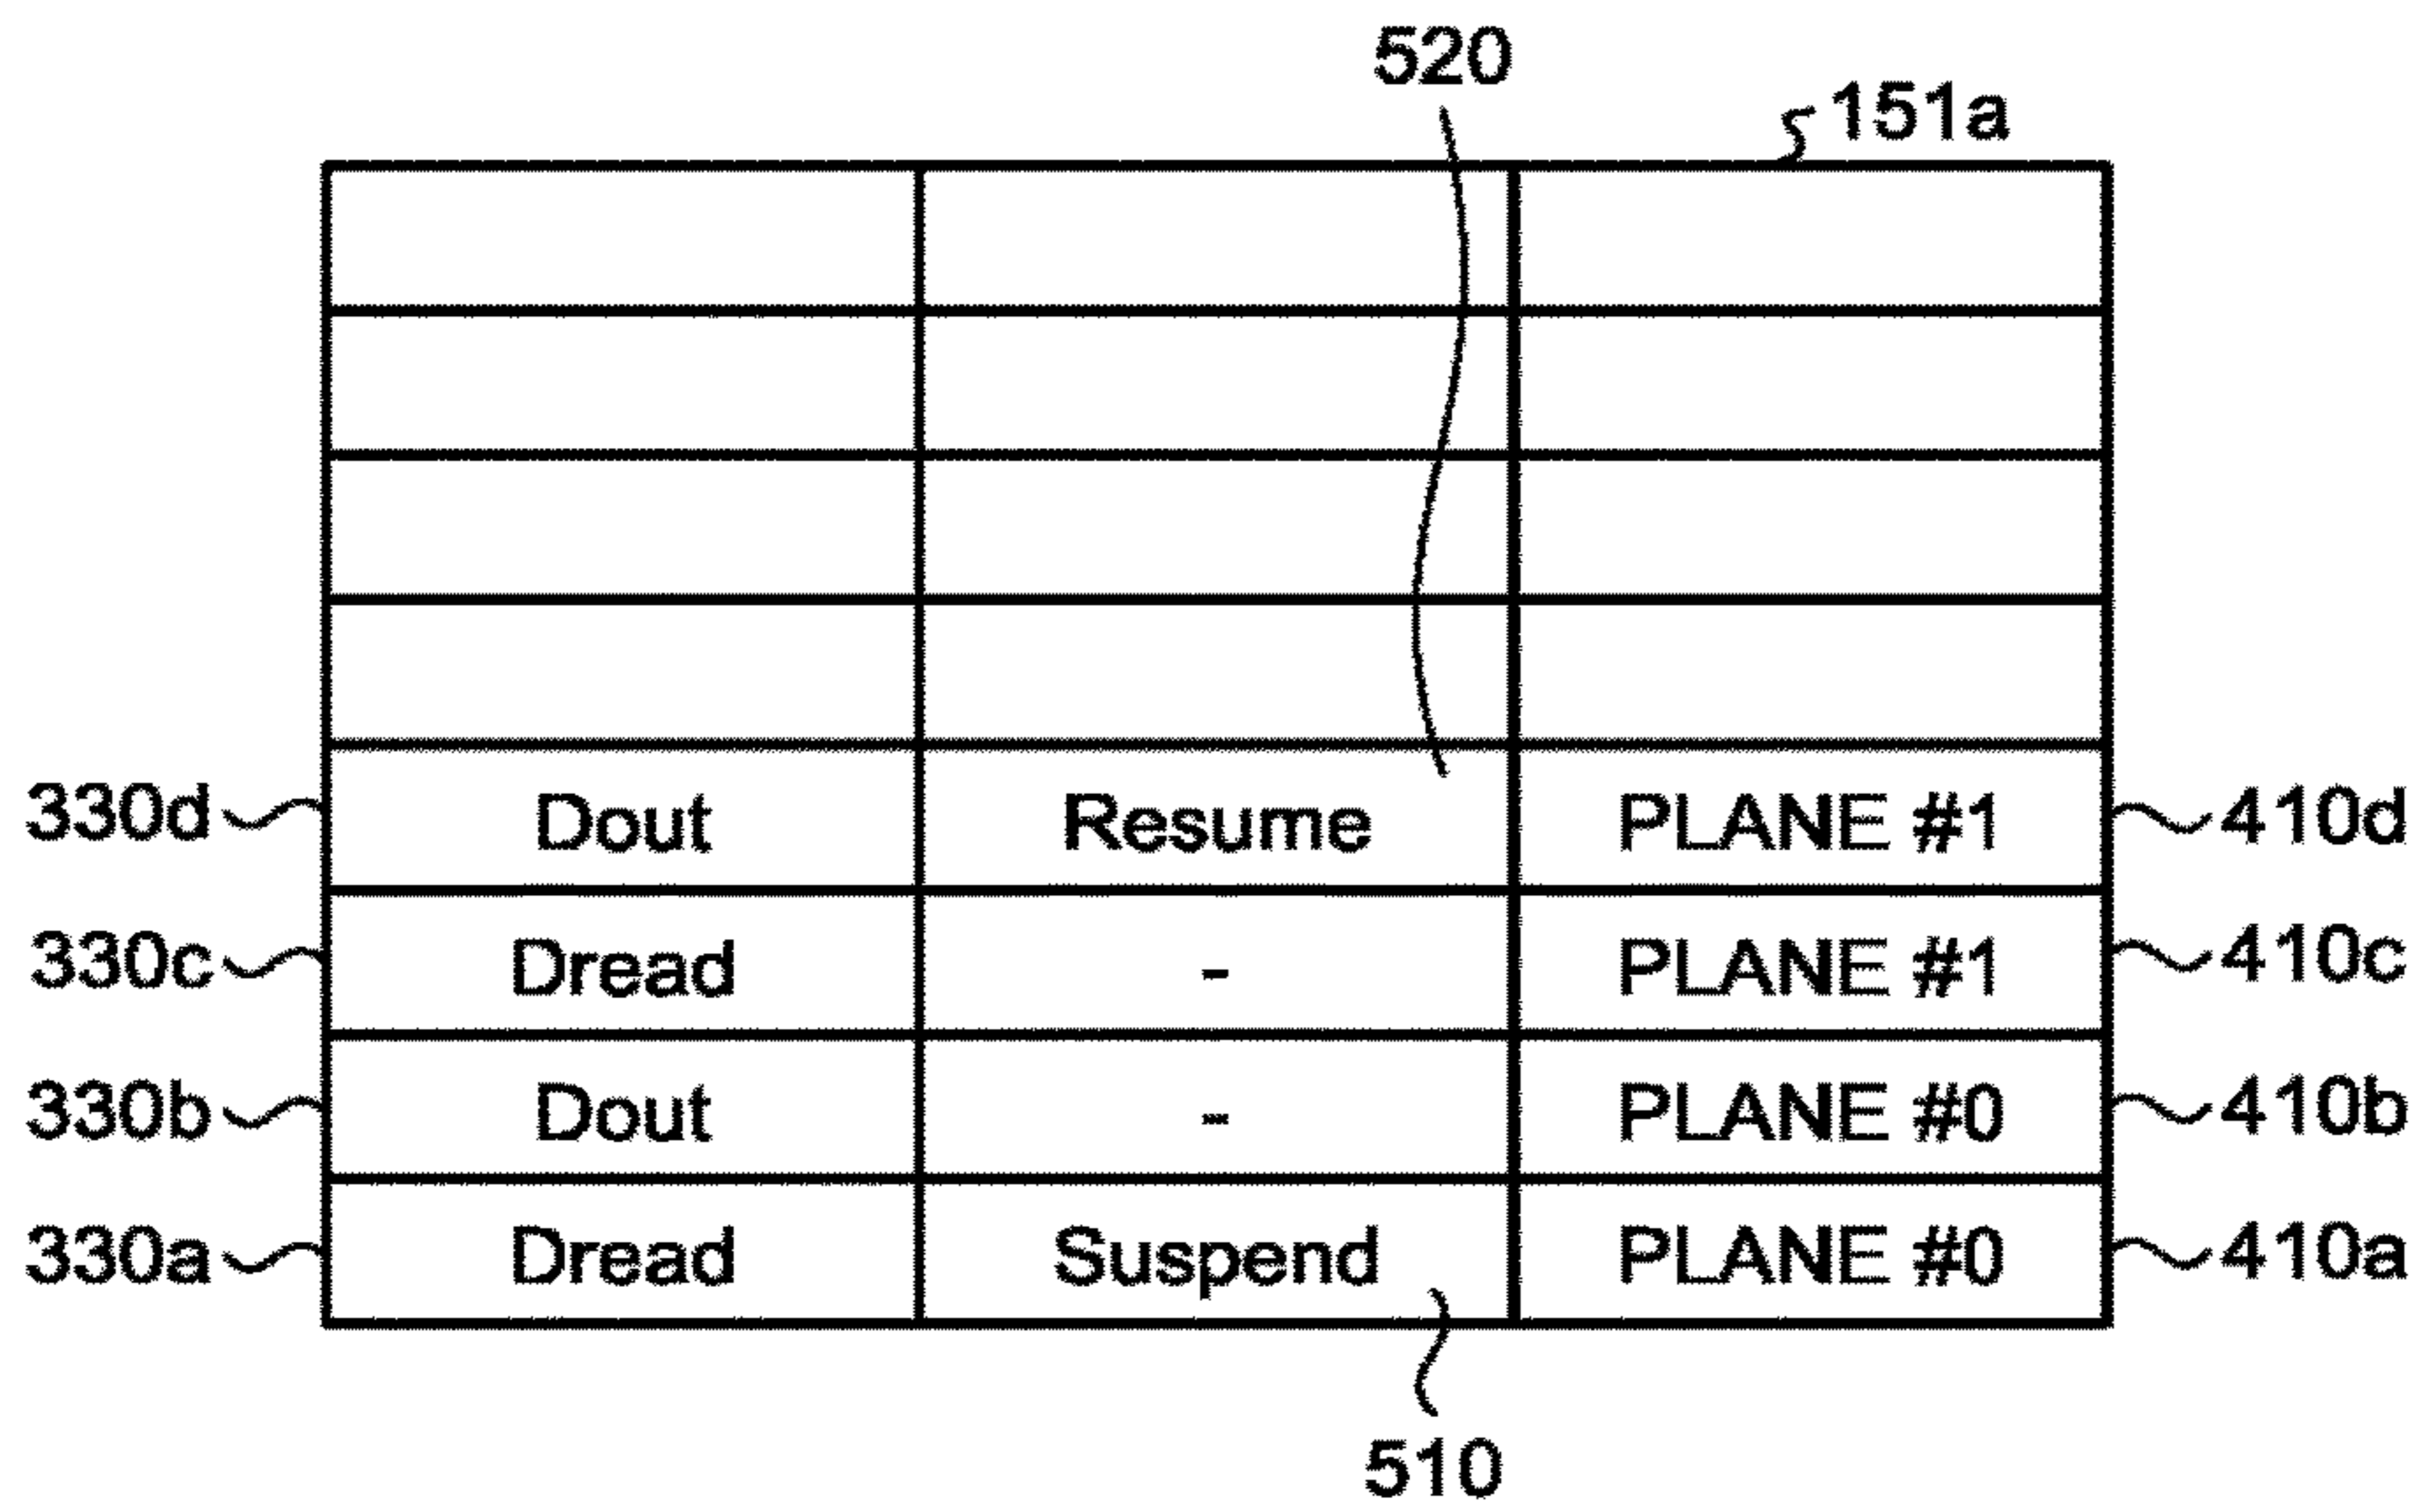 520
151a
330d Dout Resume PLANE #1 410d
330c Dread - PLANE #1 410c
330b Dout - PLANE #0 410b
330a Dread Suspend PLANE #0 410a
510